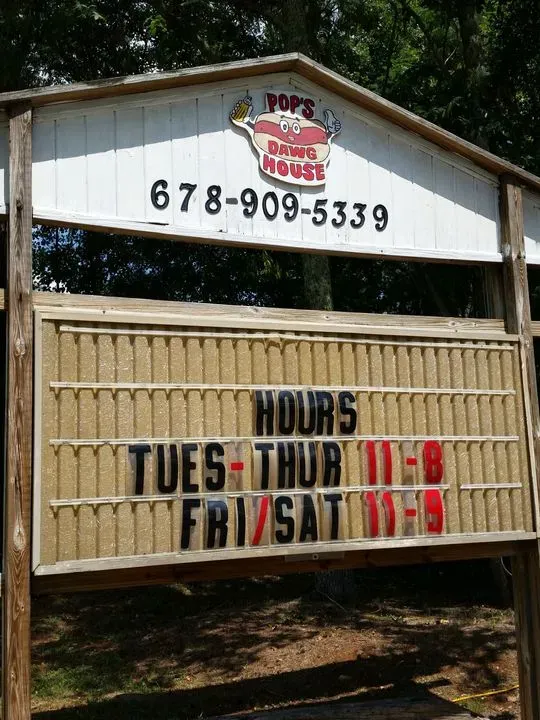 POP'S
DAWG
HOUSE
678-909-5339
HOURS
TUES-THUR 11-8
FRI/SAT 11-9